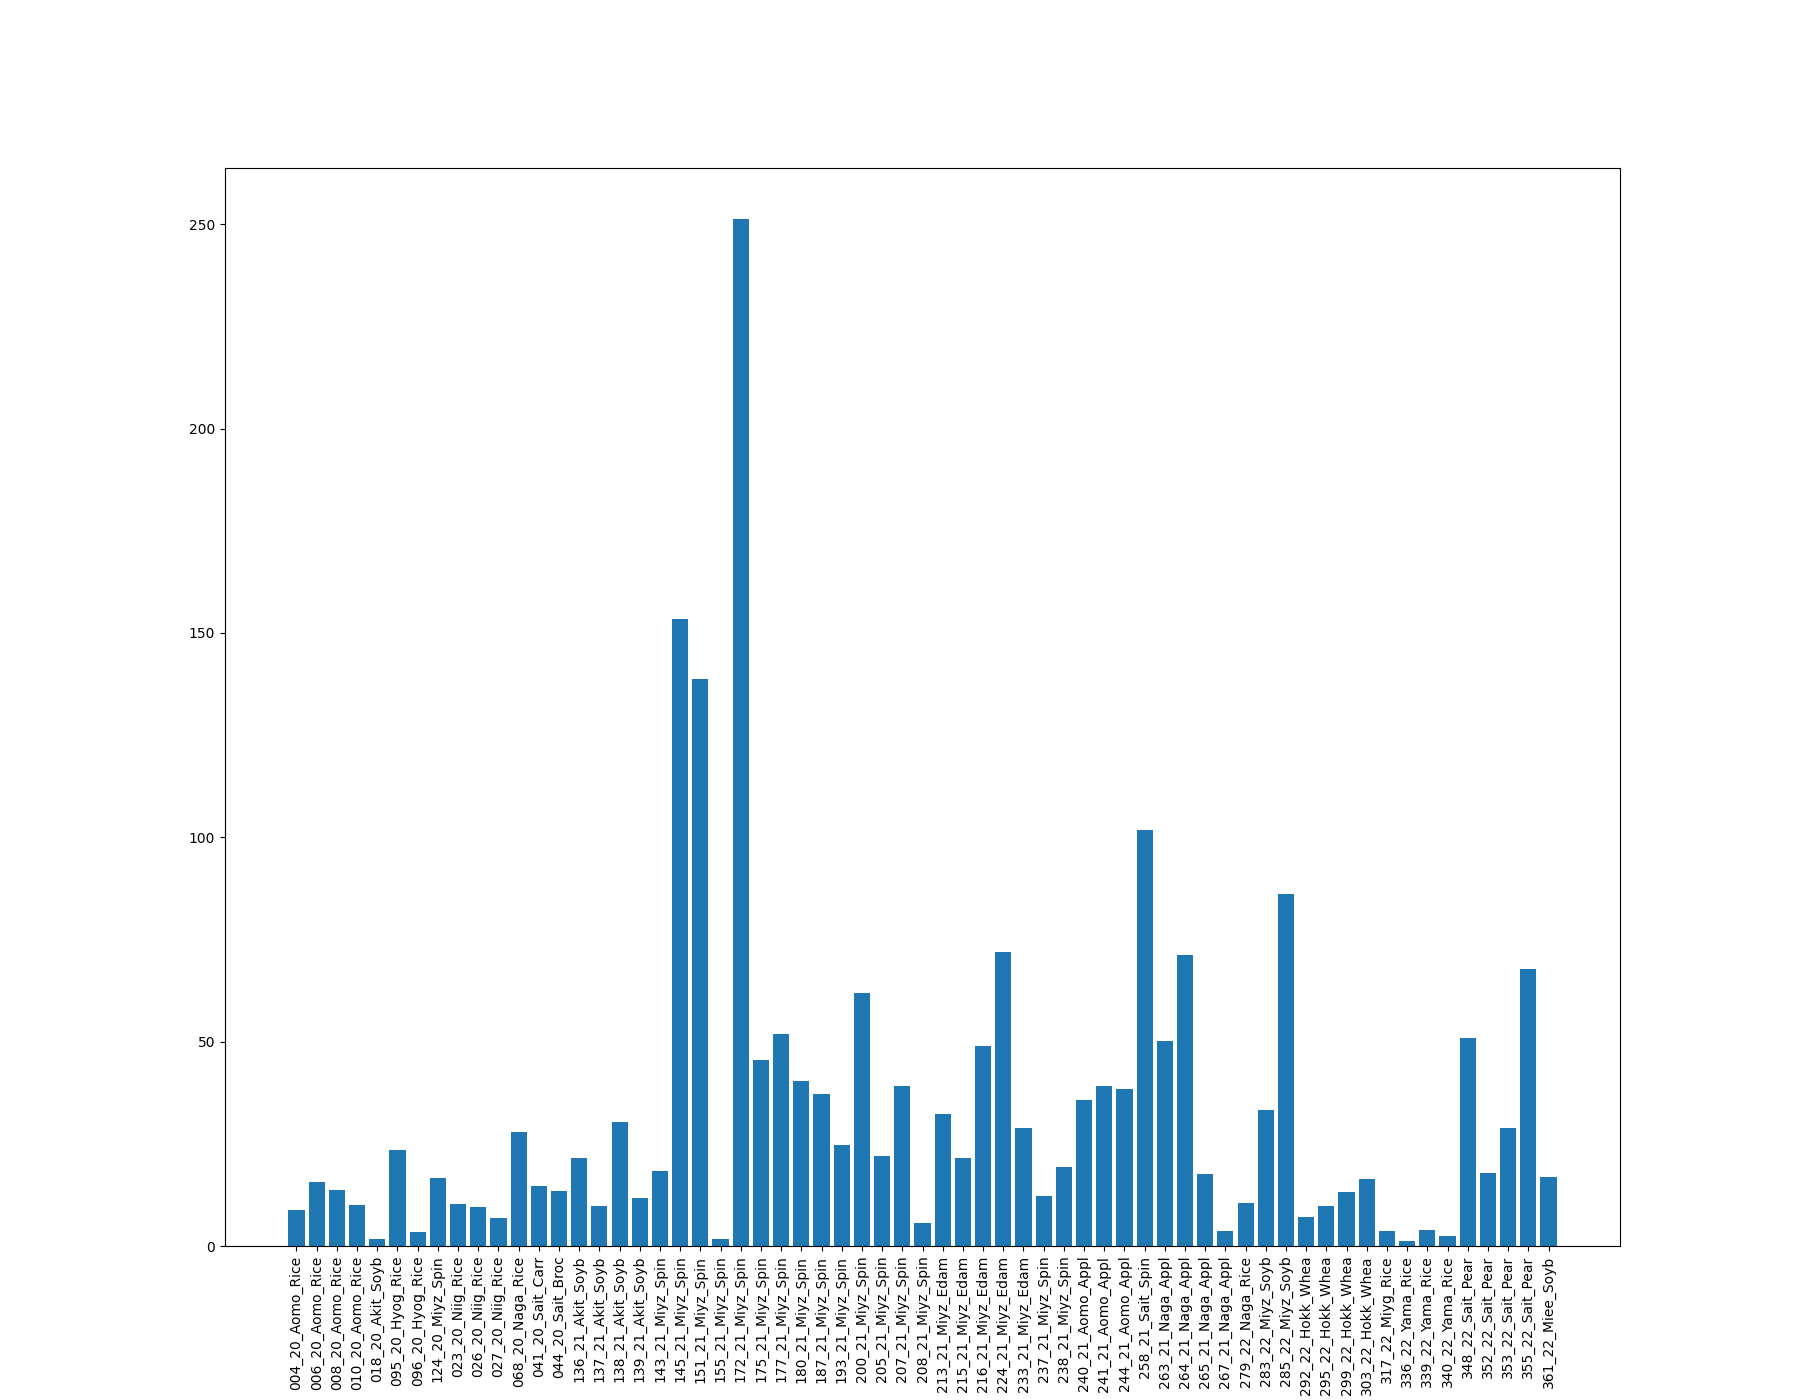 250
200
150
100
50
0
004_20_Aomo_Rice
006_20_Aomo_Rice
008_20_Aomo_Rice
010_20_Aomo_Rice
018_20_Akit_Soyb
095_20_Hyog_Rice
096_20_Hyog_Rice
124_20_Miyz_Spin
023_20_Niig_Rice
026_20_Niig_Rice
027_20_Niig_Rice
068_20_Naga_Rice
041_20_Sait_Carr
044_20_Sait_Broc
136_21_Akit_Soyb
137_21_Akit_Soyb
138_21_Akit_Soyb
139_21_Akit_Soyb
143_21_Miyz_Spin
145_21_Miyz_Spin
151_21_Miyz_Spin
155_21_Miyz_Spin
172_21_Miyz_Spin
175_21_Miyz_Spin
177_21_Miyz_Spin
180_21_Miyz_Spin
187_21_Miyz_Spin
193_21_Miyz_Spin
200_21_Miyz_Spin
205_21_Miyz_Spin
207_21_Miyz_Spin
208_21_Miyz_Spin
213_21_Miyz_Edam
215_21_Miyz_Edam
216_21_Miyz_Edam
224_21_Miyz_Edam
233_21_Miyz_Edam
237_21_Miyz_Spin
238_21_Miyz_Spin
240_21_Aomo_Appl
241_21_Aomo_Appl
244_21_Aomo_Appl
258_21_Sait_Spin
263_21_Naga_Appl
264_21_Naga_Appl
265_21_Naga_Appl
267_21_Naga_Appl
279_22_Naga_Rice
283_22_Miyz_Soyb
285_22_Miyz_Soyb
292_22_Hokk_Whea
295_22_Hokk_Whea
299_22_Hokk_Whea
303_22_Hokk_Whea
317_22_Miyg_Rice
336_22_Yama_Rice
339_22_Yama_Rice
340_22_Yama_Rice
348_22_Sait_Pear
352_22_Sait_Pear
353_22_Sait_Pear
355_22_Sait_Pear
361_22_Miee_Soyb